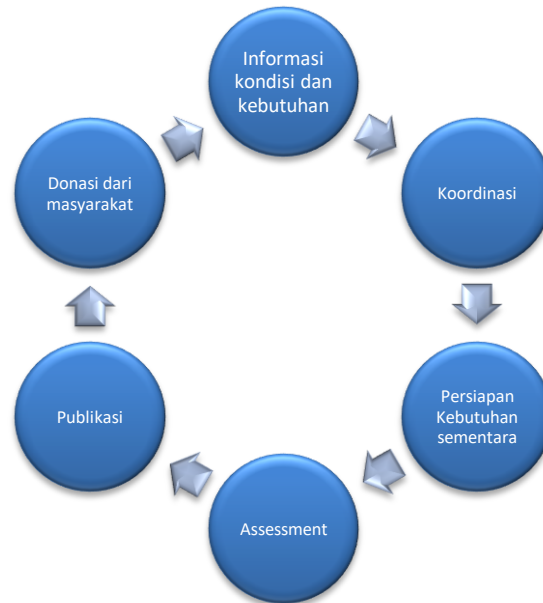 Informasi
kondisi dan
kebutuhan
Koordinasi
Persiapan
Kebutuhan
sementara
Assessment
Publikasi
Donasi dari
masyarakat